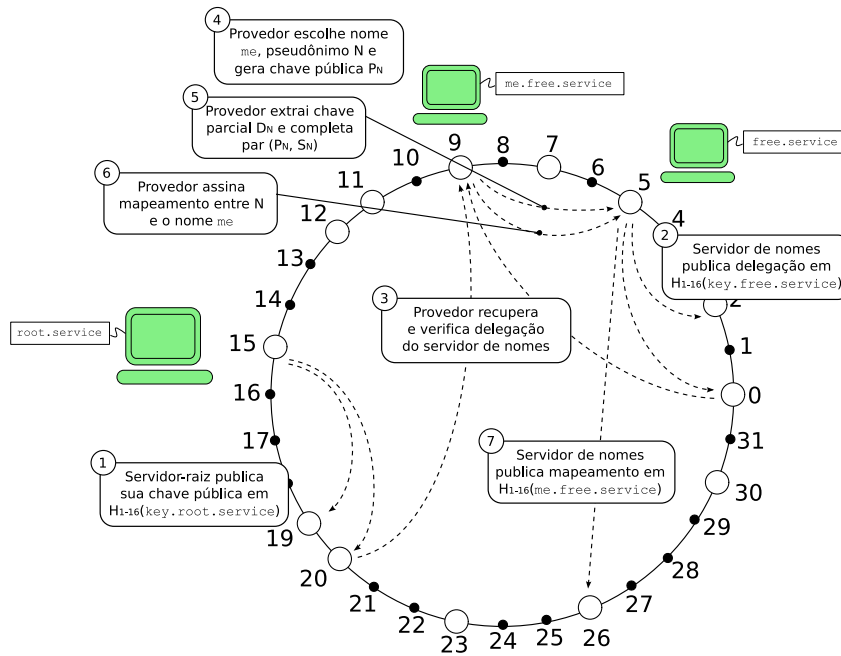 4
Provedor escolhe nome
me, pseudônimo N e
gera chave pública PN
me.free.service
5
Provedor extrai chave
parcial DN e completa
par (PN, SN)
free.service
6
Provedor assina
mapeamento entre N
e o nome me
2
Servidor de nomes
publica delegação em
H1-16(key.free.service)
3
Provedor recupera
e verifica delegação
do servidor de nomes
root.service
1
Servidor-raiz publica
sua chave pública em
H1-16(key.root.service)
7
Servidor de nomes
publica mapeamento em
H1-16(me.free.service)
0
1
2
4
5
6
7
8
9
10
11
12
13
14
15
16
17
19
20
21
22
23
24
25
26
27
28
29
30
31